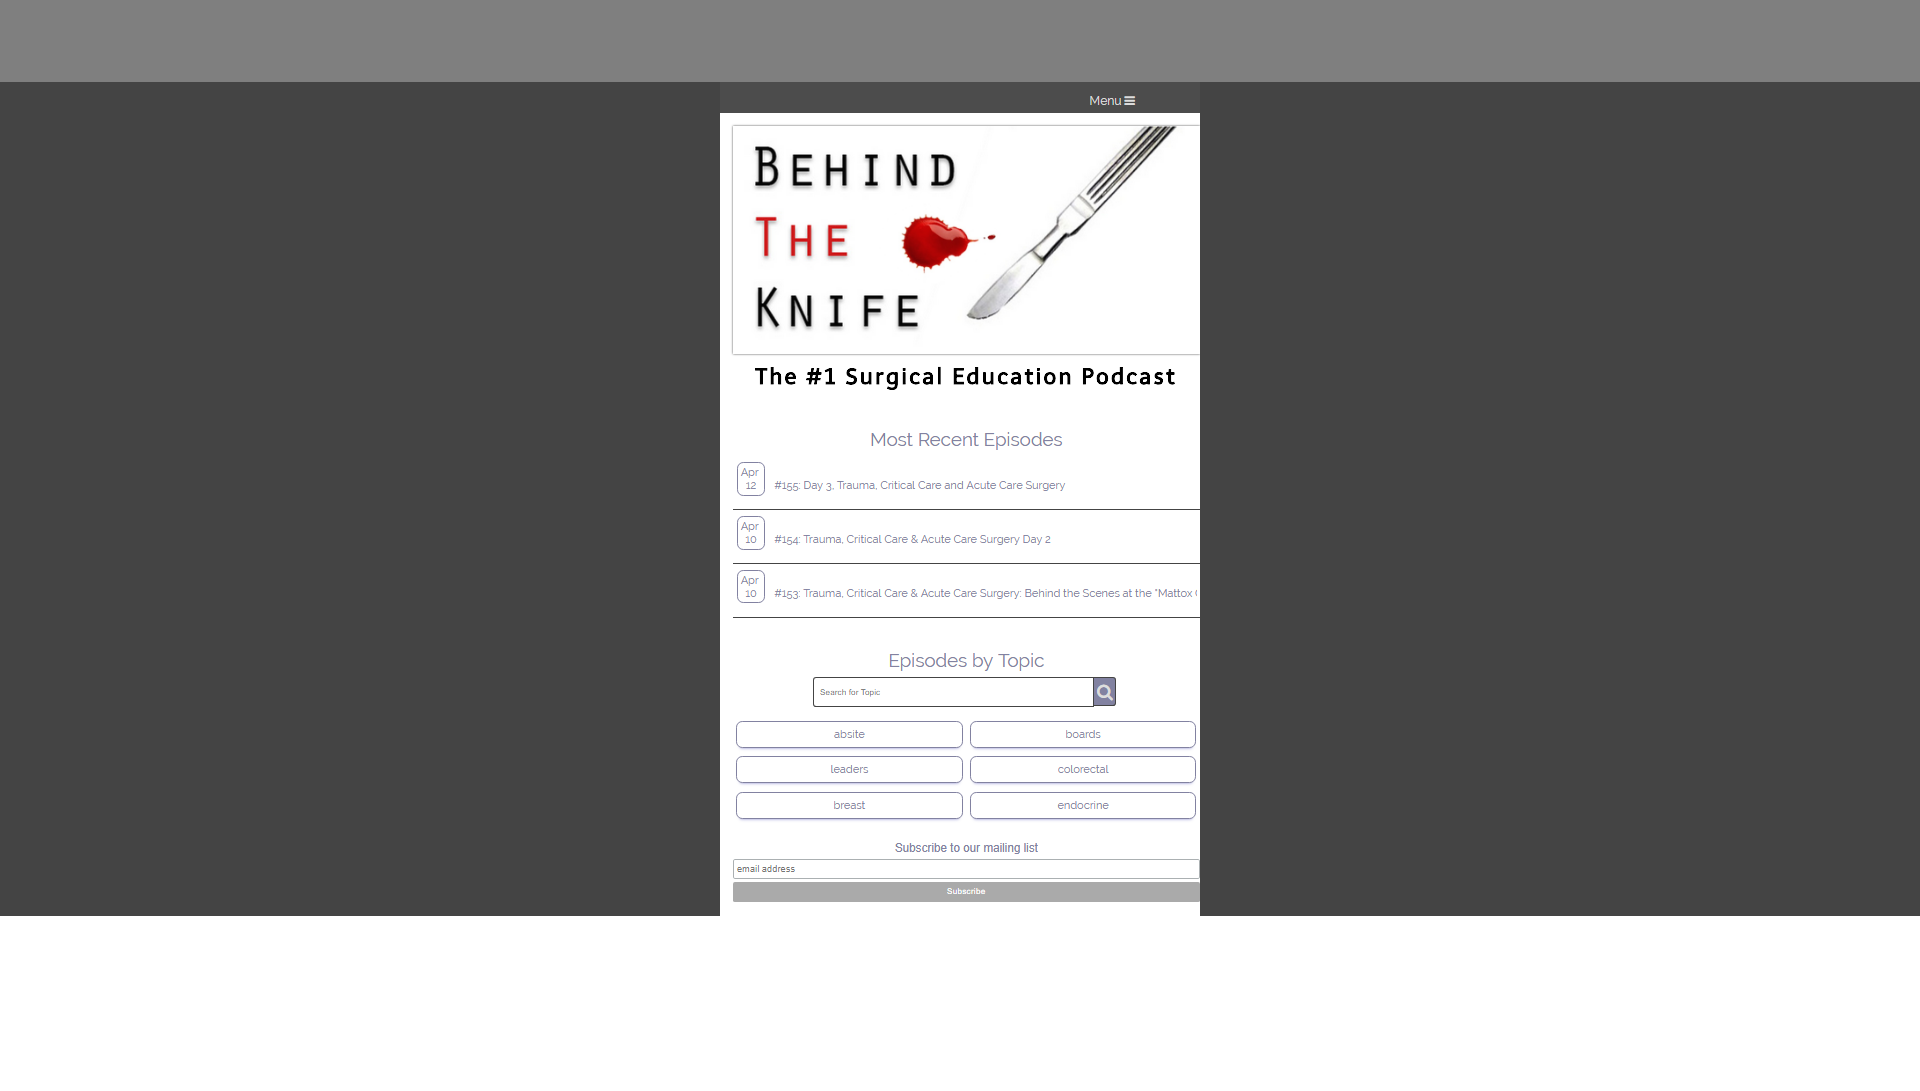 Menu
BEHIND
THE
KNIFE
The #1 Surgical Education Podcast
Most Recent Episodes
Apr
12
#155: Day 3, Trauma, Critical Care and Acute Care Surgery
Apr
10
#154: Trauma, Critical Care & Acute Care Surgery Day 2
Apr
10
#153: Trauma, Critical Care & Acute Care Surgery: Behind the Scenes at the "Mattox
Episodes by Topic
Search for Topic
absite
boards
leaders
colorectal
breast
endocrine
Subscribe to our mailing list
email address
Subscribe